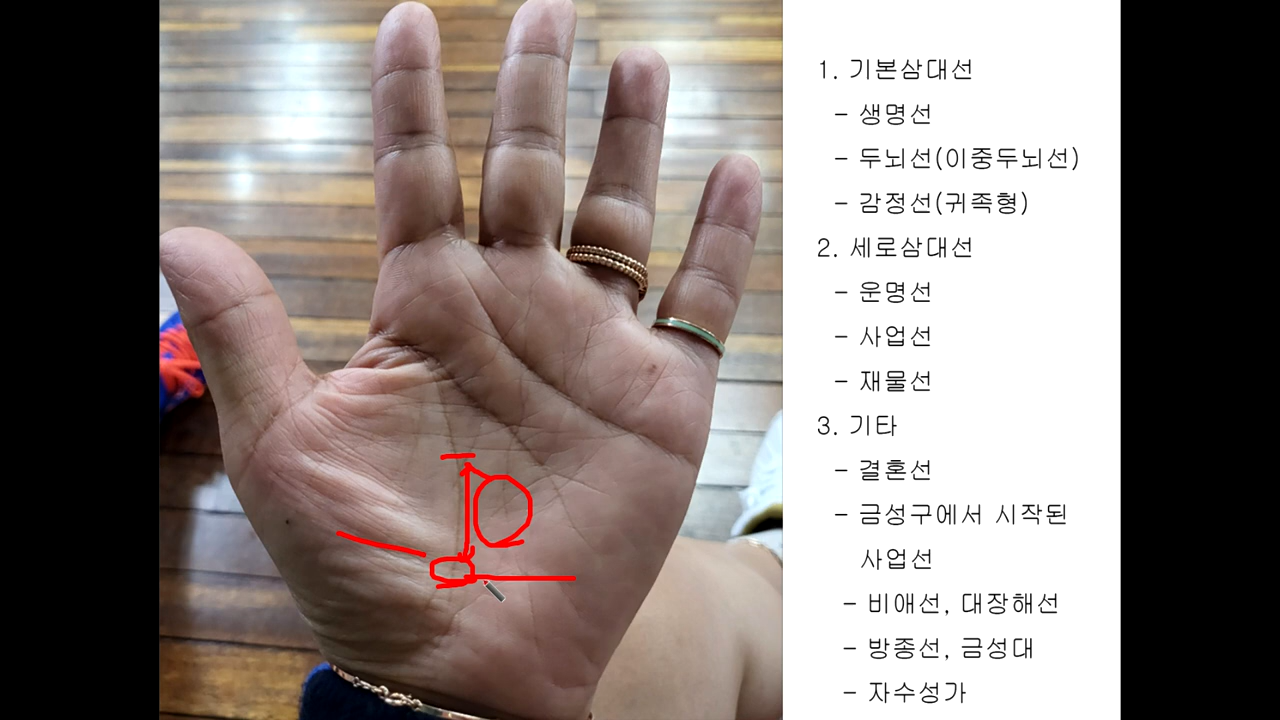 1. 기본삼대선
- 생명선
- 두뇌선(이중두뇌선)
- 감정선(귀족형)
2. 세로삼대선
- 운명선
- 사업선
- 재물선
3. 기타
- 결혼선
- 금성구에서 시작된
사업선
- 비애선, 대장해선
- 방종선, 금성대
- 자수성가